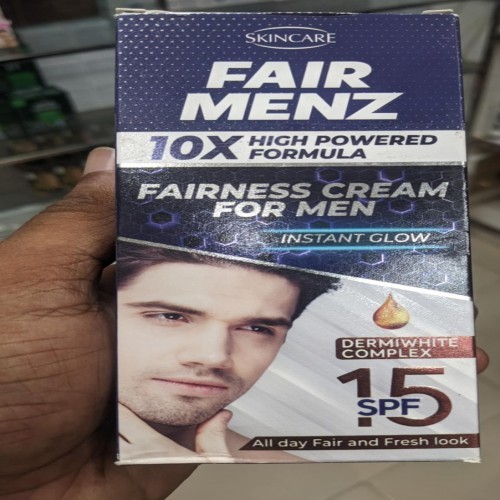 SKINCARE
FAIR
MENZ
10X HIGH POWERED
FORMULA
FAIRNESS CREAM
FOR MEN
INSTANT GLOW
DERMIWHITE
COMPLEX
15
SPF
All day Fair and Fresh look